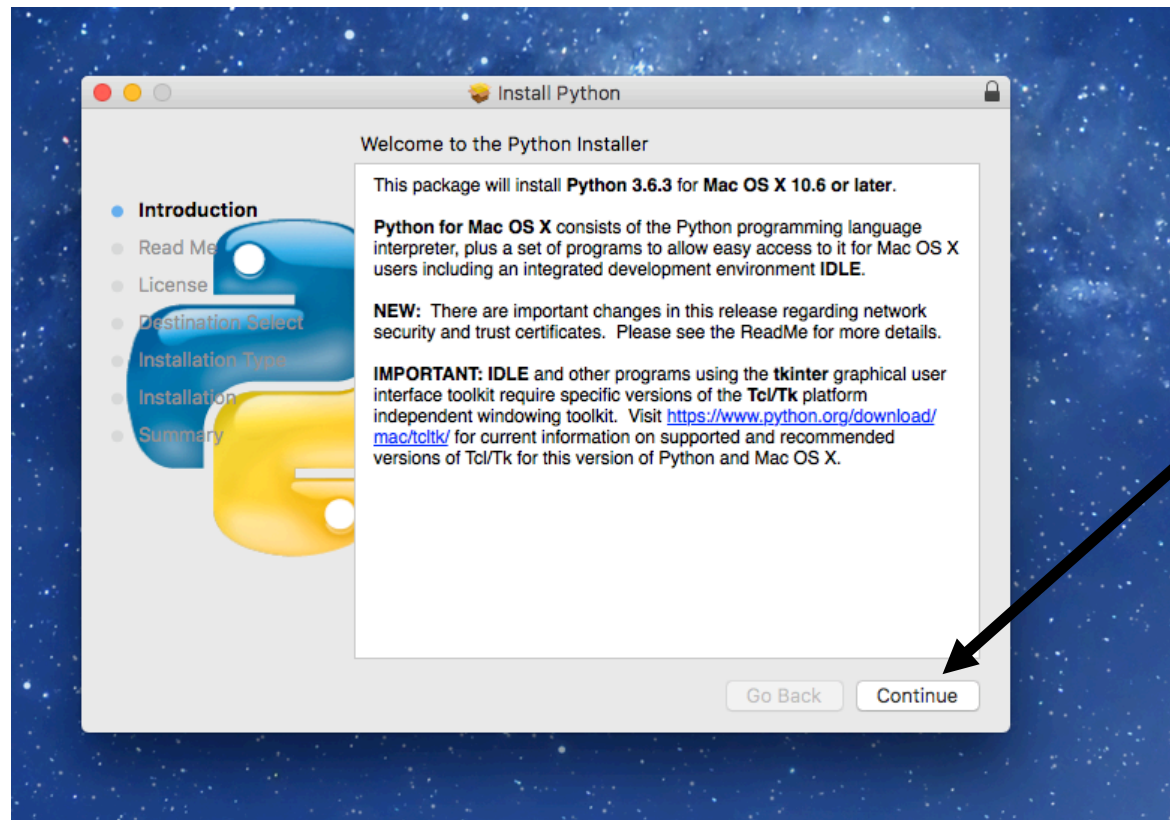 Install Python
Welcome to the Python Installer
Introduction
Read Me
License
Destination Select
Installation Type
Installation
Summary
This package will install Python 3.6.3 for Mac OS X 10.6 or later.
Python for Mac OS X consists of the Python programming language
interpreter, plus a set of programs to allow easy access to it for Mac OS X
users including an integrated development environment IDLE.
NEW:  There are important changes in this release regarding network
security and trust certificates.  Please see the ReadMe for more details.
IMPORTANT: IDLE and other programs using the tkinter graphical user
interface toolkit require specific versions of the Tcl/Tk platform
independent windowing toolkit.  Visit https://www.python.org/download/
mac/tcltk/ for current information on supported and recommended
versions of Tcl/Tk for this version of Python and Mac OS X.
Go Back
Continue